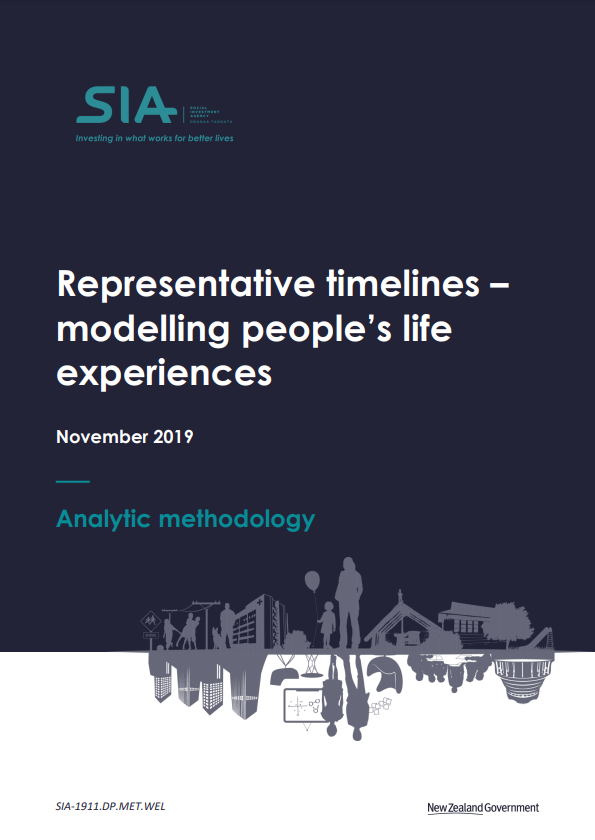 SIA
SOCIAL
INVESTMENT
AGENCY
Investing in what works for better lives
Representative timelines –
modelling people’s life
experiences
November 2019
Analytic methodology
SIA-1911.DP.MET.WEL
New Zealand Government